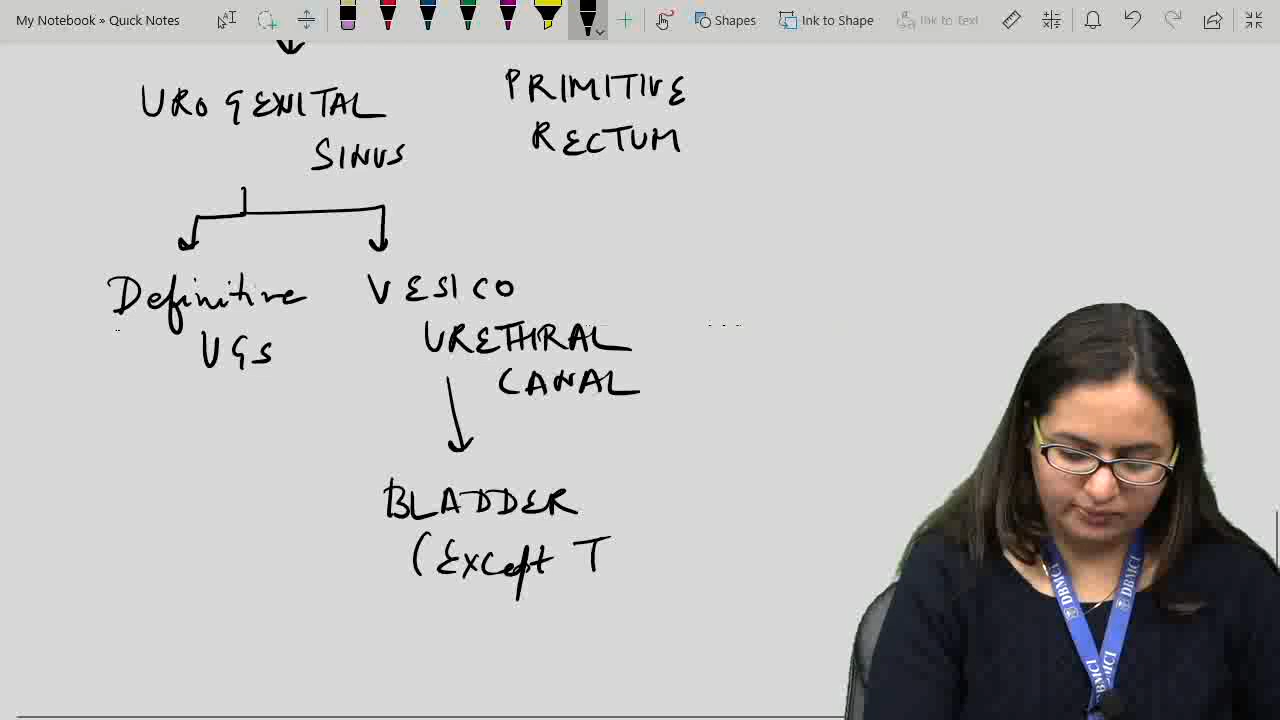 My Notebook » Quick Notes
Shapes
Ink to Shape
Ink to Text
URO GENITAL
SINUS
PRIMITIVE
RECTUM
Definitive
UGS
VESICO
URETHRAL
CANAL
BLADDER
(Except T
DBMCI
DBMCI
DBMCI